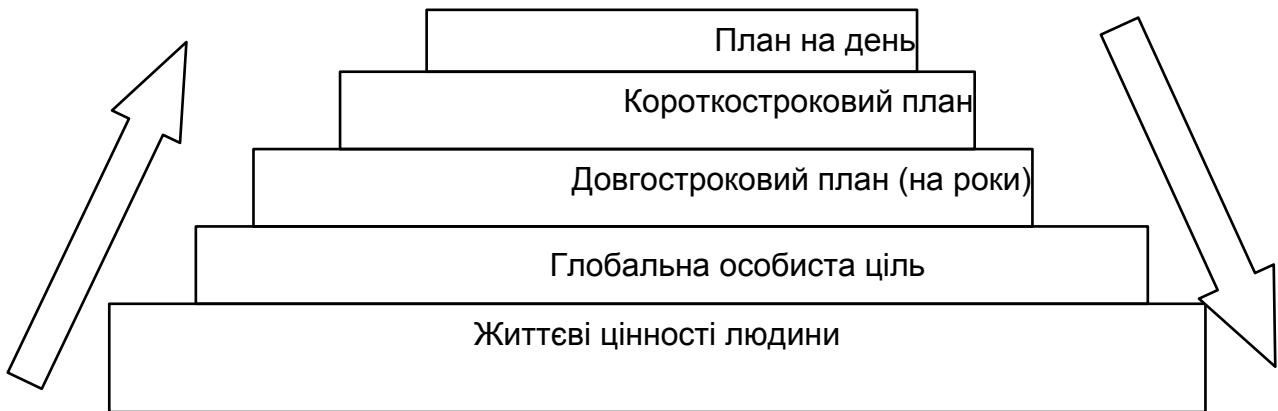 План на день
Короткостроковий план
Довгостроковий план (на роки)
Глобальна особиста ціль
Життєві цінності людини